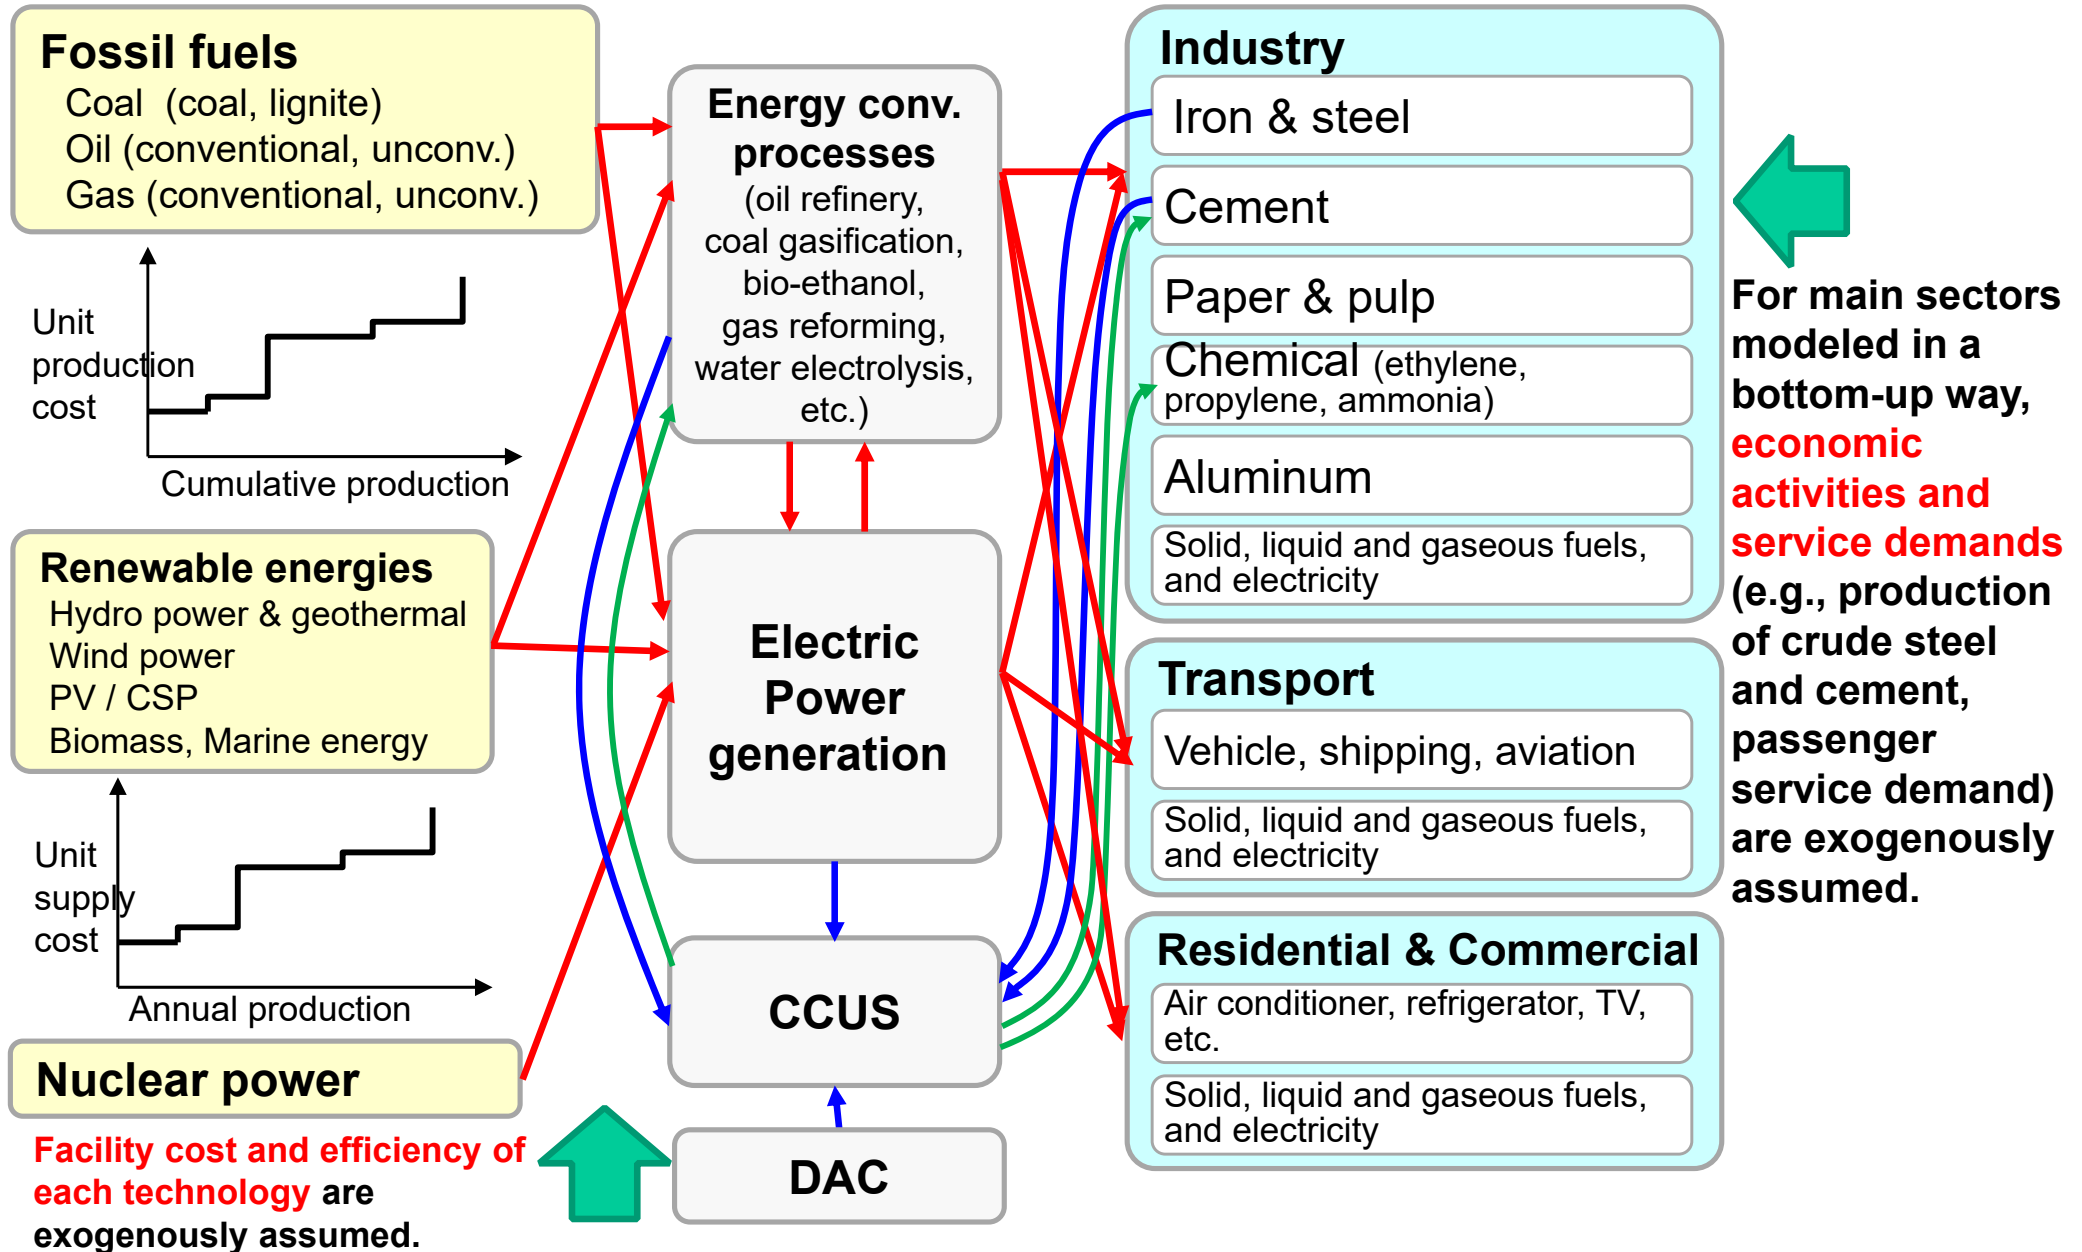 Fossil fuels
Coal (coal, lignite)
Oil (conventional, unconv.)
Gas (conventional, unconv.)
Unit
production
cost
Cumulative production
Renewable energies
Hydro power & geothermal
Wind power
PV / CSP
Biomass, Marine energy
Unit
supply
cost
Annual production
Nuclear power
Facility cost and efficiency of
each technology are
exogenously assumed.
Energy conv.
processes
(oil refinery,
coal gasification,
bio-ethanol,
gas reforming,
water electrolysis,
etc.)
Electric
Power
generation
CCUS
DAC
Industry
Iron & steel
Cement
Paper & pulp
Chemical (ethylene,
propylene, ammonia)
Aluminum
Solid, liquid and gaseous fuels,
and electricity
Transport
Vehicle, shipping, aviation
Solid, liquid and gaseous fuels,
and electricity
Residential & Commercial
Air conditioner, refrigerator, TV,
etc.
Solid, liquid and gaseous fuels,
and electricity
For main sectors
modeled in a
bottom-up way,
economic
activities and
service demands
(e.g., production
of crude steel
and cement,
passenger
service demand)
are exogenously
assumed.